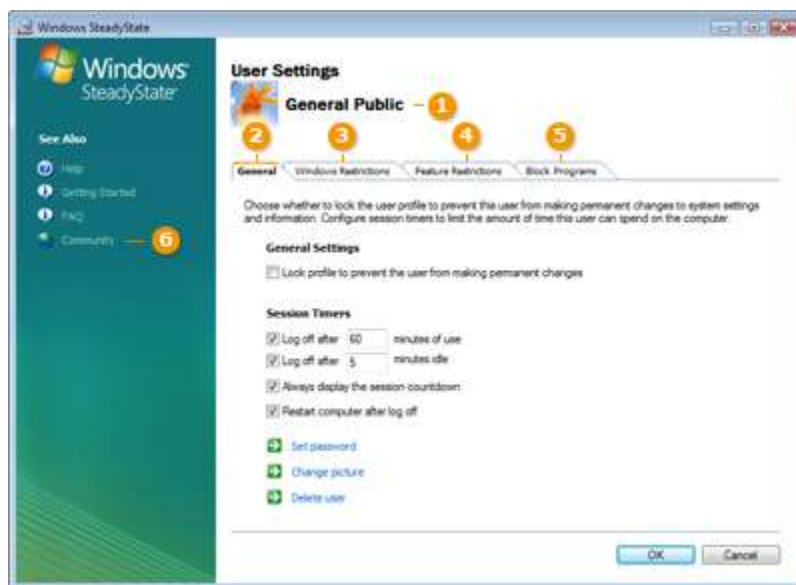 Windows SteadyState
Windows
SteadyState
See Also
Help
Getting Started
FAQ
Community
6
User Settings
General Public
1
2
3
4
5
General
Windows Restrictions
Feature Restrictions
Block Programs
Choose whether to lock the user profile to prevent this user from making permanent changes to system settings
and information. Configure session timers to limit the amount of time this user can spend on the computer.
General Settings
Lock profile to prevent the user from making permanent changes
Session Timers
Log off after 60 minutes of use
Log off after 5 minutes idle
Always display the session countdown
Restart computer after log off
Set password
Change picture
Delete user
OK
Cancel